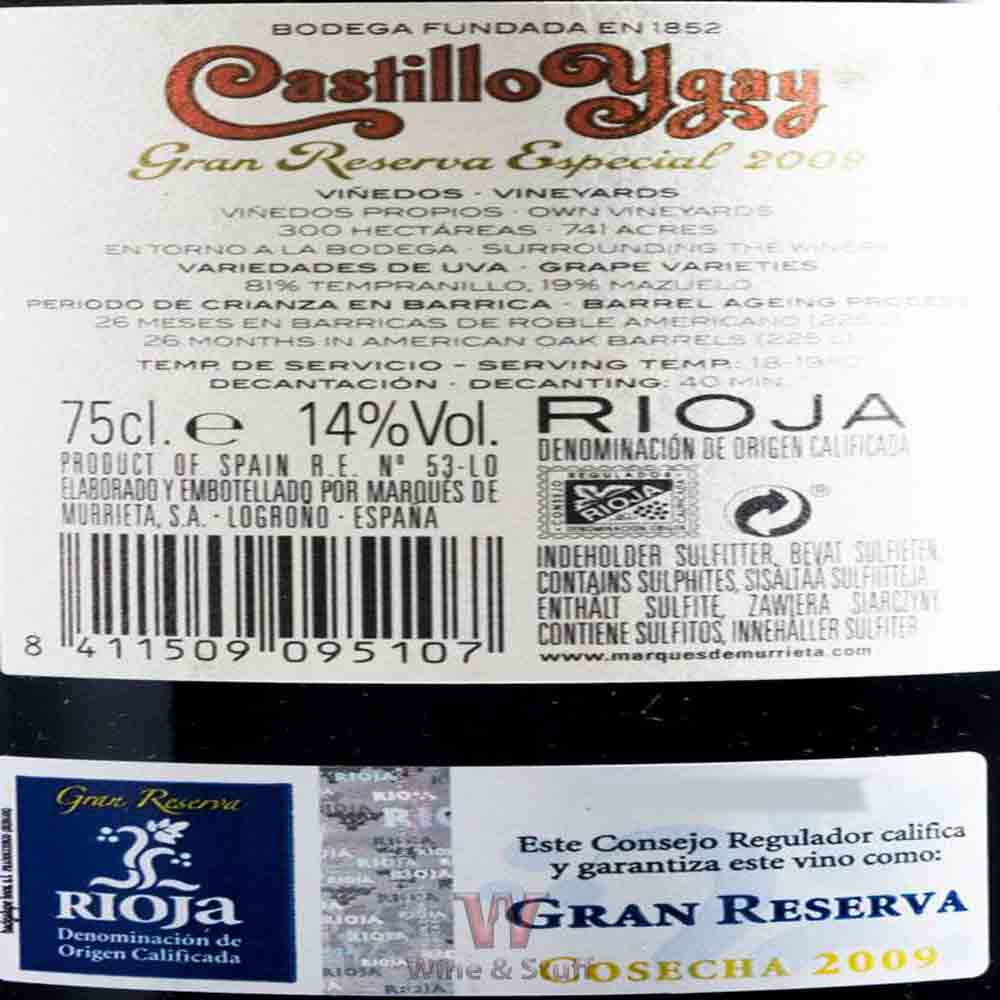 BODEGA FUNDADA EN 1852
Castillo Ygay
Gran Reserva Especial 2009
VIÑEDOS · VINEYARDS
VIÑEDOS PROPIOS · OWN VINEYARDS
300 HECTÁREAS · 741 ACRES
EN TORNO A LA BODEGA · SURROUNDING THE WINERY
VARIEDADES DE UVA · GRAPE VARIETIES
81% TEMPRANILLO, 19% MAZUELO
PERIODO DE CRIANZA EN BARRICA · BARREL AGEING PROCESS
26 MESES EN BARRICAS DE ROBLE AMERICANO (225
26 MONTHS IN AMERICAN OAK BARRELS (225
TEMP. DE SERVICIO – SERVING TEMP.:
DECANTACIÓN · DECANTING: 40 MIN.
75cl. e 14%Vol.
PRODUCT OF SPAIN R.E. Nº 53-LO
ELABORADO Y EMBOTELLADO POR MARQUÉS DE
MURRIETA, S.A. · LOGROÑO · ESPAÑA
8 411509 095107
RIOJA
DENOMINACIÓN DE ORIGEN CALIFICADA
CONSEJO REGULADOR
RIOJA
®
INDEHOLDER SULFITTER, BEVAT SULFIETEN,
CONTAINS SULPHITES, SISÄLTÄÄ SULFIITTEJA
ENTHÄLT SULFITE, ZAWIERA SIARCZYNY,
CONTIENE SULFITOS, INNEHÅLLER SULFITER
www.marquesdemurrieta.com
Gran Reserva
RIOJA
Denominación de
Origen Calificada
RIOJA
Este Consejo Regulador califica
y garantiza este vino como:
GRAN RESERVA
COSECHA 2009
W
Wine & Stuff